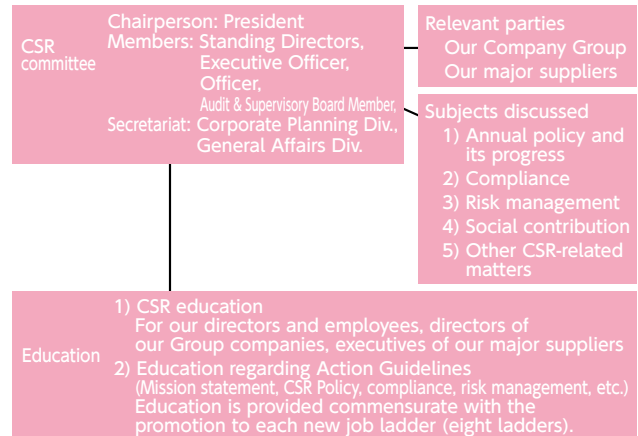 CSR
committee
Chairperson: President
Members: Standing Directors,
Executive Officer,
Officer,
Audit & Supervisory Board Member,
Secretariat: Corporate Planning Div.,
General Affairs Div.
Relevant parties
Our Company Group
Our major suppliers
Subjects discussed
1) Annual policy and
its progress
2) Compliance
3) Risk management
4) Social contribution
5) Other CSR-related
matters
Education
1) CSR education
For our directors and employees, directors of
our Group companies, executives of our major suppliers
2) Education regarding Action Guidelines
(Mission statement, CSR Policy, compliance, risk management, etc.)
Education is provided commensurate with the
promotion to each new job ladder (eight ladders).